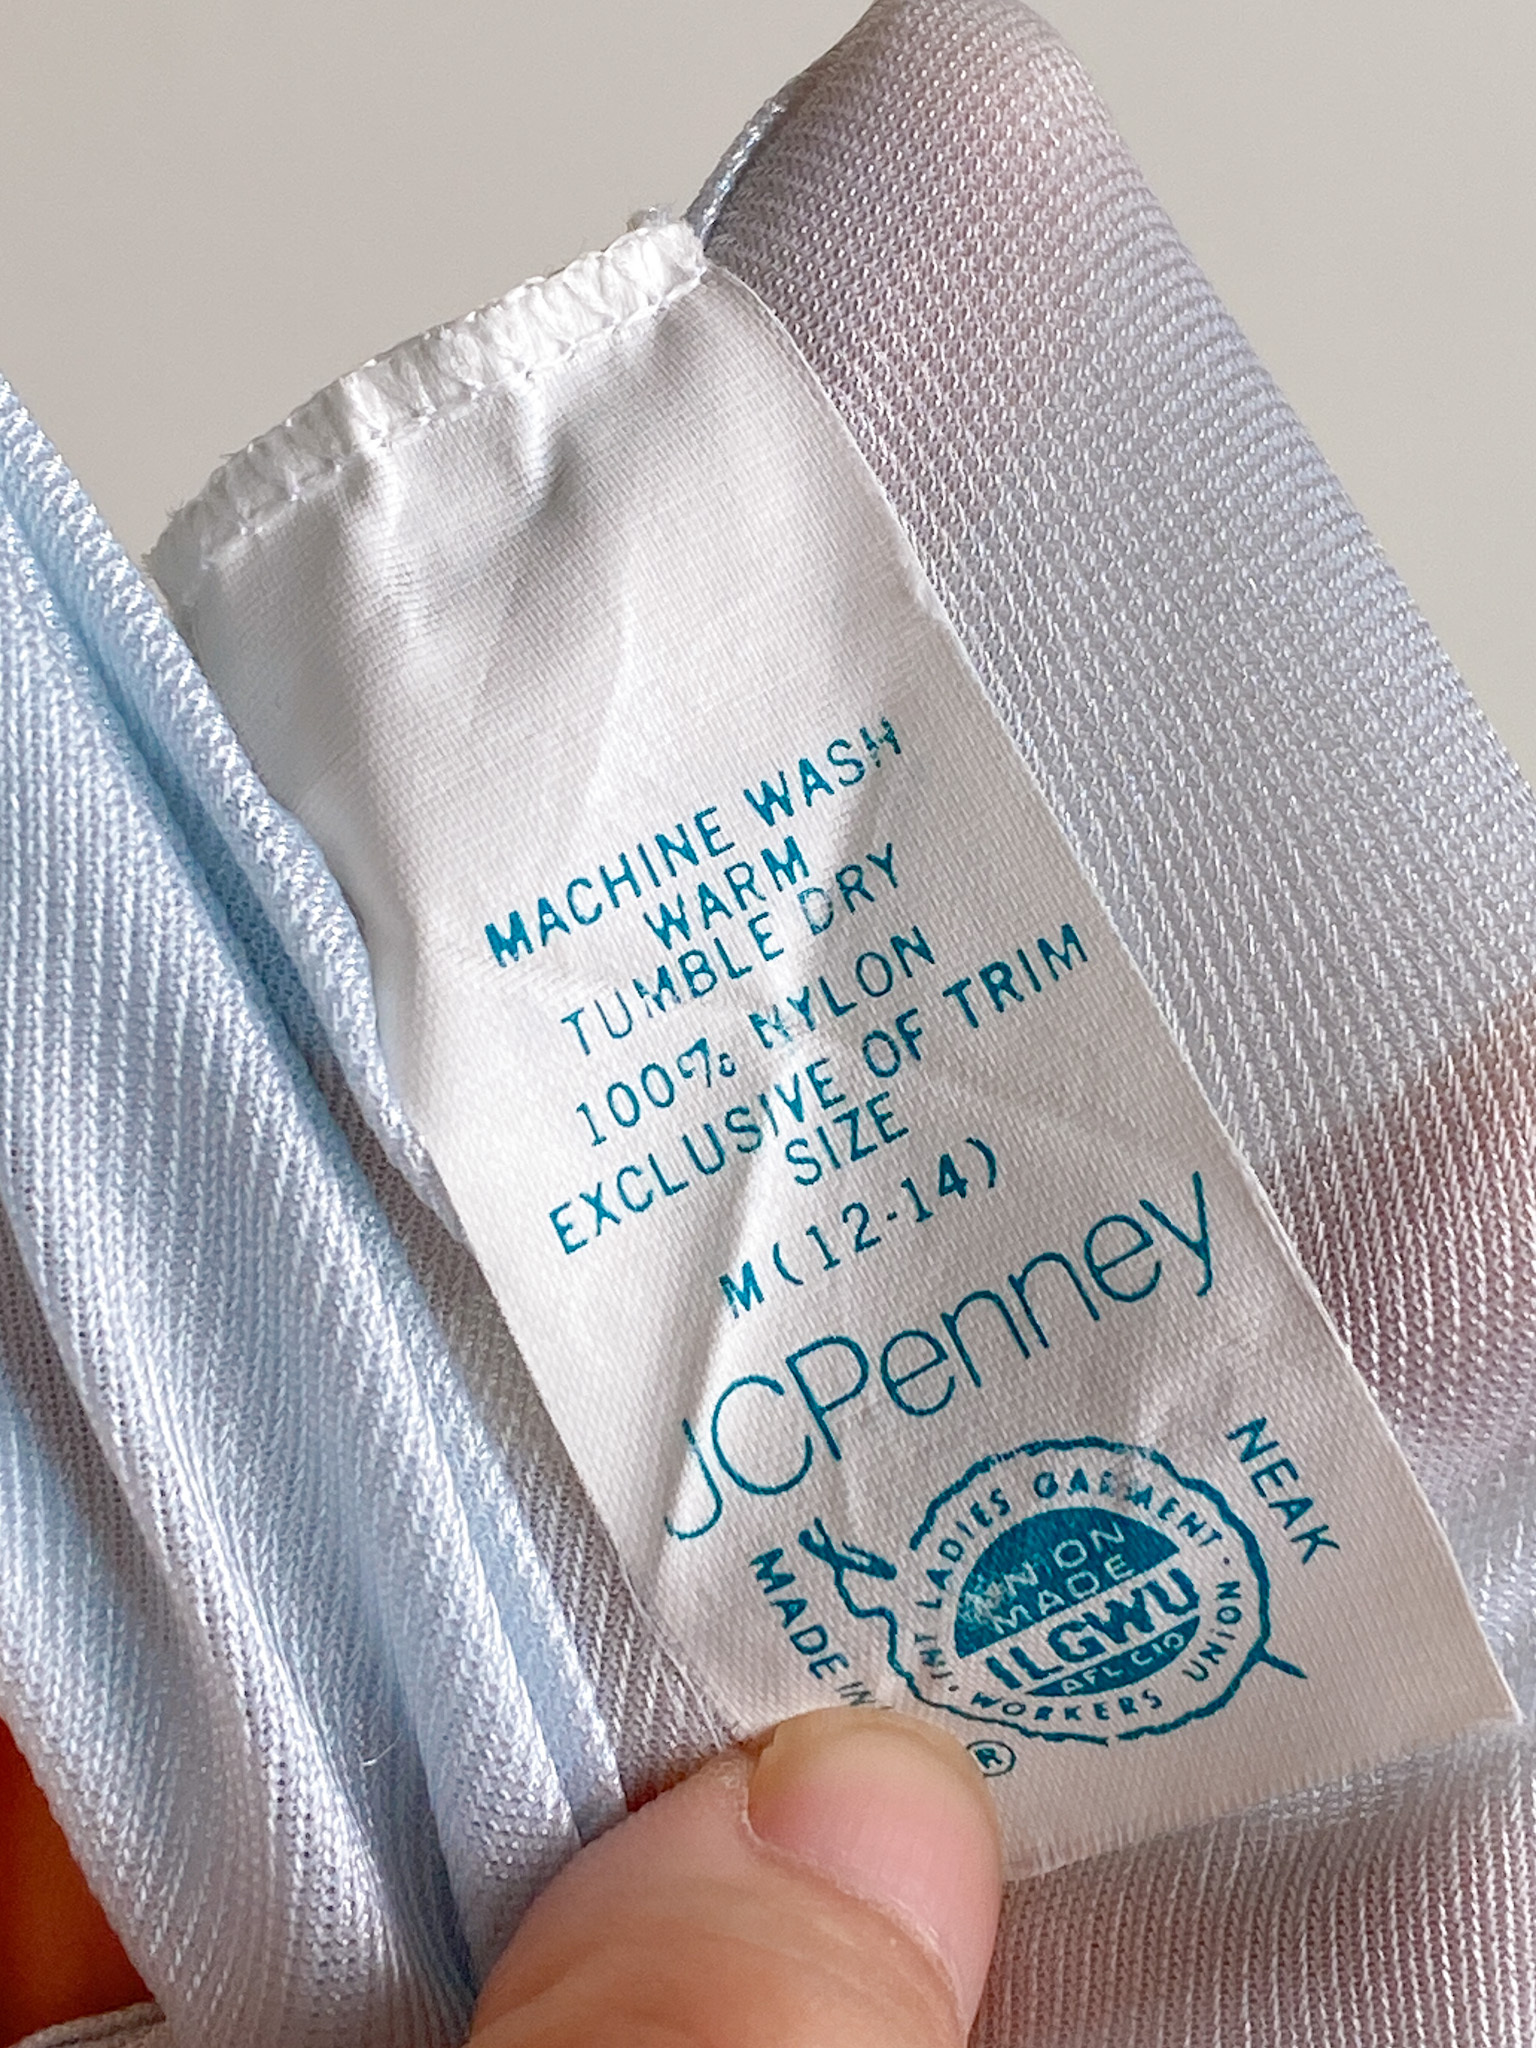 MACHINE WASH
WARM
TUMBLE DRY
100% NYLON
EXCLUSIVE OF TRIM
SIZE
M (12-14)
JCPenney
MADE IN
LADIES GARMENT
UNION
MADE
ILGWU
AFL CIO
INT. WORKERS UNION
®
NEAK